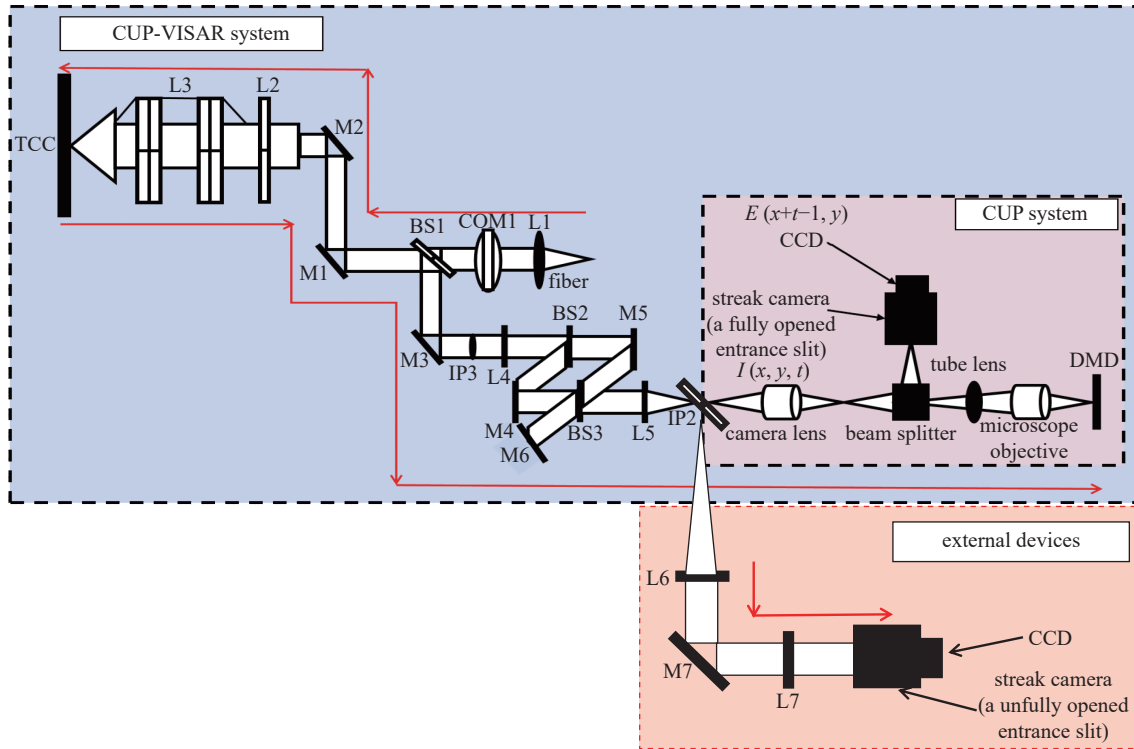 CUP-VISAR system
L3
L2
TCC
M2
M1
BS1
COM1
L1
fiber
M3
IP3
L4
BS2
M5
M4
M6
BS3
L5
IP2
E (x+t−1, y)
CUP system
CCD
streak camera
(a fully opened
entrance slit)
I (x, y, t)
tube lens
DMD
camera lens
beam splitter
microscope
objective
external devices
L6
M7
L7
CCD
streak camera
(a unfully opened
entrance slit)